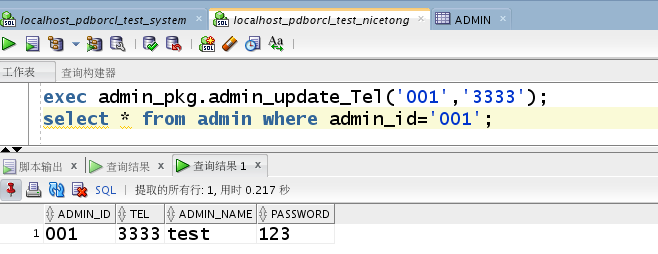 localhost_pdborcl_test_system
localhost_pdborcl_test_nicetong
ADMIN
工作表 查询构建器
exec admin_pkg.admin_update_Tel('001','3333');
select * from admin where admin_id='001';
脚本输出 查询结果 查询结果 1
SQL 提取的所有行: 1, 用时 0.217 秒
ADMIN_ID TEL ADMIN_NAME PASSWORD
1 001 3333 test 123